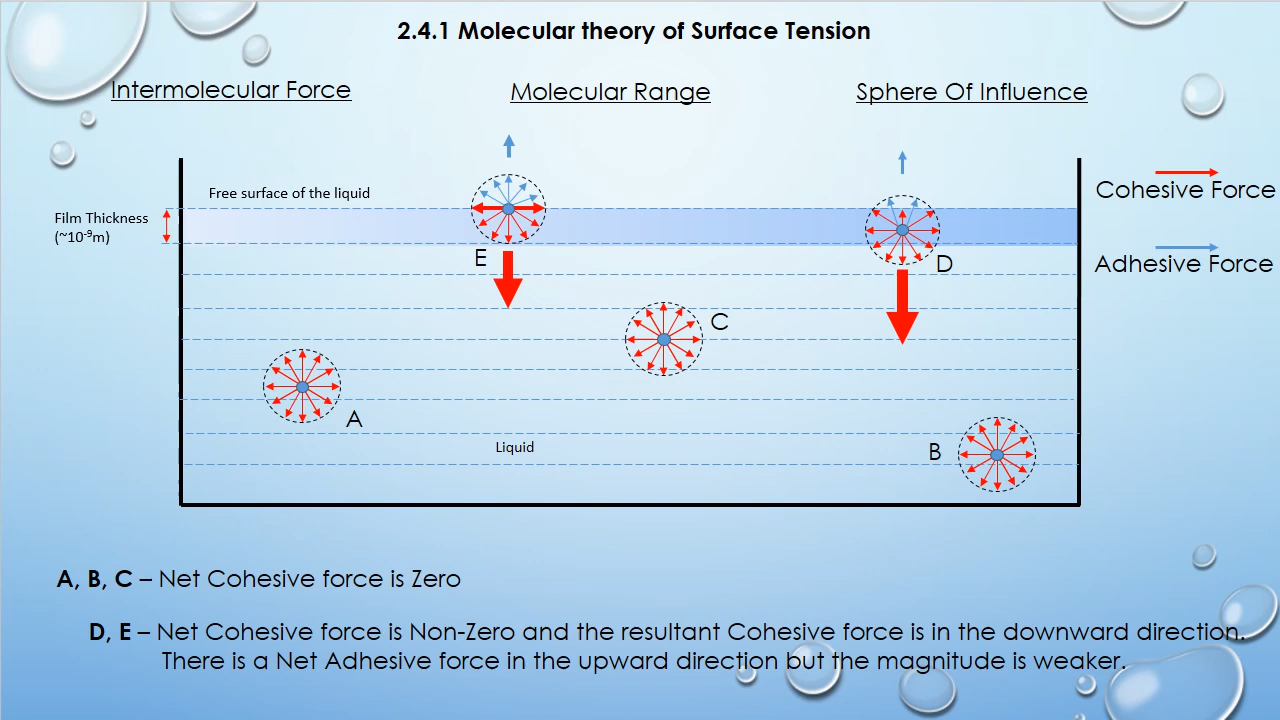 2.4.1 Molecular theory of Surface Tension
Intermolecular Force
Molecular Range
Sphere Of Influence
Free surface of the liquid
Film Thickness
(~10⁻⁹m)
Cohesive Force
Adhesive Force
E
D
C
A
B
Liquid
A, B, C – Net Cohesive force is Zero
D, E – Net Cohesive force is Non-Zero and the resultant Cohesive force is in the downward direction.
There is a Net Adhesive force in the upward direction but the magnitude is weaker.